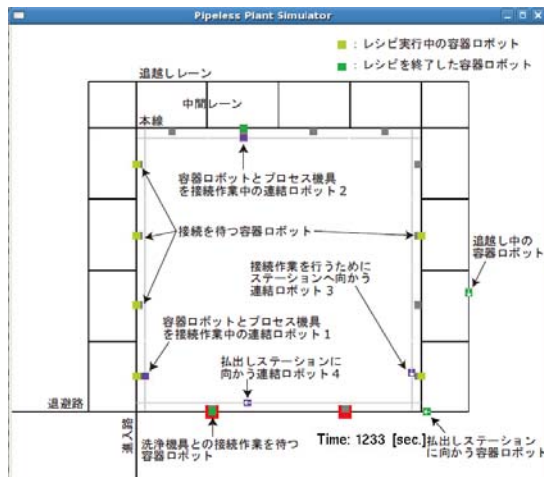 Pipeless Plant Simulator
：レシピ実行中の容器ロボット
：レシピを終了した容器ロボット
追越しレーン
中間レーン
本線
容器ロボットとプロセス機具
を接続作業中の連結ロボット２
接続を待つ容器ロボット
追越し中の
容器ロボット
接続作業を行うために
ステーションへ向かう
連結ロボット３
容器ロボットとプロセス機具
を接続作業中の連結ロボット１
払出しステーションに
向かう連結ロボット４
退避路
進入路
洗浄機具との接続作業を待つ
容器ロボット
Time: 1233 [sec.]
払出しステーション
に向かう容器ロボット